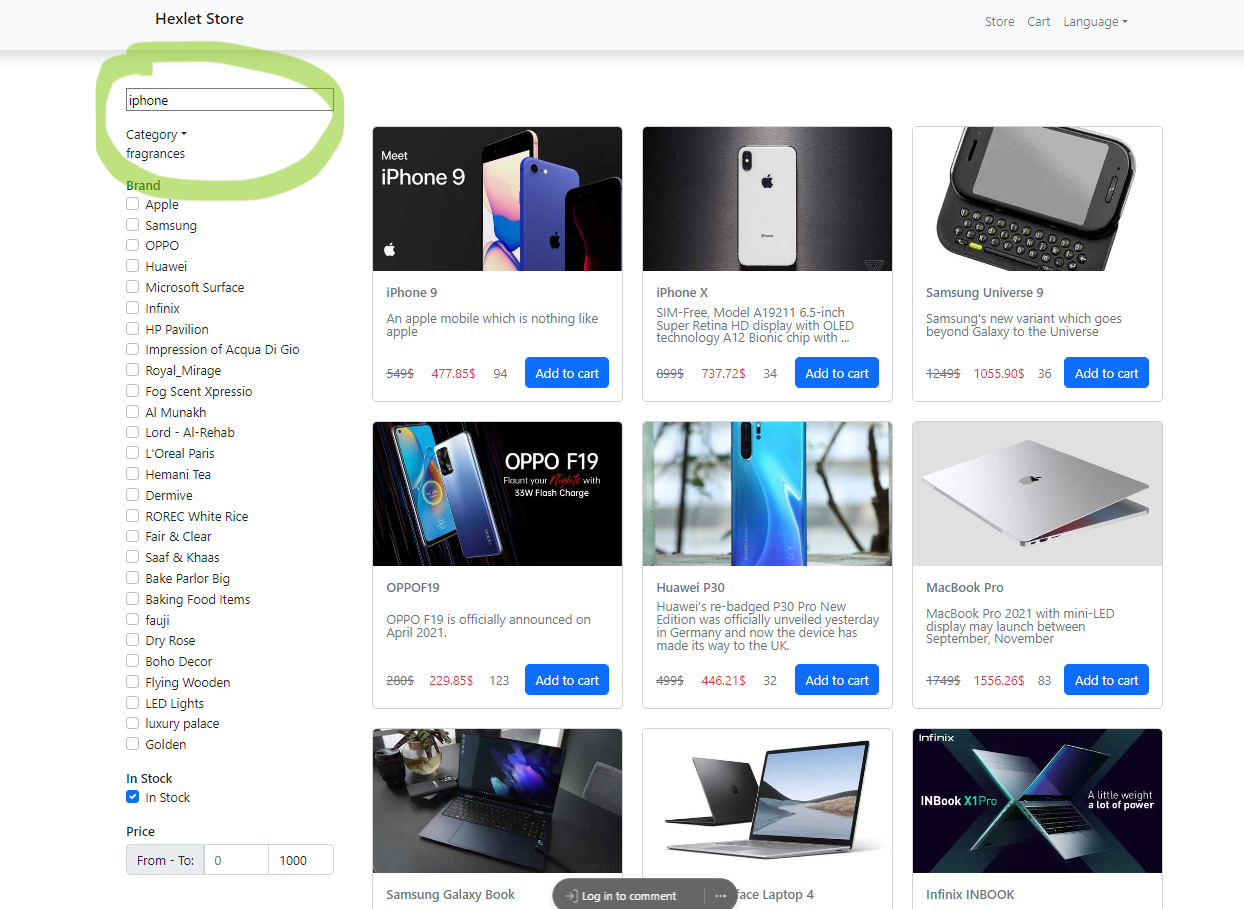 Hexlet Store
Store Cart Language
iphone
Category
fragrances
Brand
Apple
Samsung
OPPO
Huawei
Microsoft Surface
Infinix
HP Pavilion
Impression of Acqua Di Gio
Royal_Mirage
Fog Scent Xpressio
Al Munakh
Lord - Al-Rehab
L'Oreal Paris
Hemani Tea
Dermive
ROREC White Rice
Fair & Clear
Saaf & Khaas
Bake Parlor Big
Baking Food Items
fauji
Dry Rose
Boho Decor
Flying Wooden
LED Lights
luxury palace
Golden
In Stock
In Stock
Price
From - To: 0 1000
Meet
iPhone 9
iPhone 9
An apple mobile which is nothing like
apple
549$ 477.85$ 94 Add to cart
iPhone
iPhone X
SIM-Free, Model A19211 6.5-inch
Super Retina HD display with OLED
technology A12 Bionic chip with ...
899$ 737.72$ 34 Add to cart
Samsung Universe 9
Samsung's new variant which goes
beyond Galaxy to the Universe
1249$ 1055.90$ 36 Add to cart
OPPO F19
Flaunt your Nights with
33W Flash Charge
OPPOF19
OPPO F19 is officially announced on
April 2021.
280$ 229.85$ 123 Add to cart
Huawei P30
Huawei's re-badged P30 Pro New
Edition was officially unveiled yesterday
in Germany and now the device has
made its way to the UK.
499$ 446.21$ 32 Add to cart
MacBook Pro
MacBook Pro 2021 with mini-LED
display may launch between
September, November
1749$ 1556.26$ 83 Add to cart
Samsung Galaxy Book
face Laptop 4
Infinix
INBook X1Pro
A little weight
a lot of power
Infinix INBOOK
Log in to comment